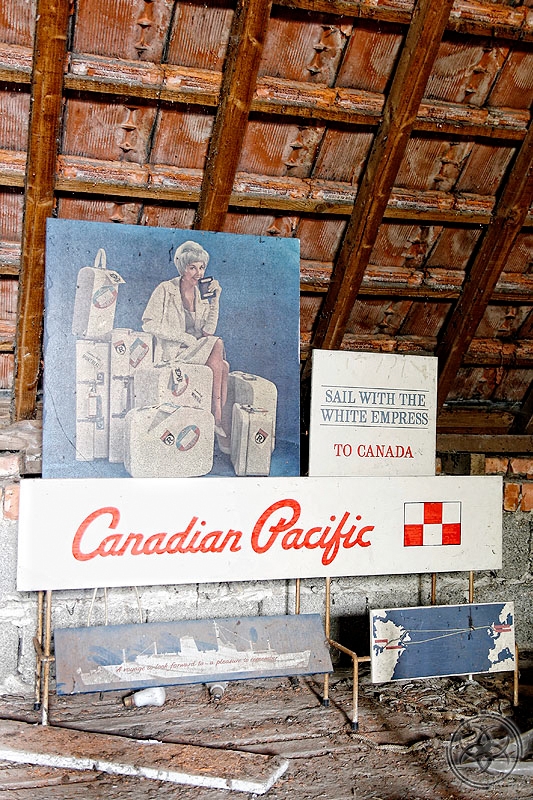 SAIL WITH THE
WHITE EMPRESS
TO CANADA
Canadian Pacific
A voyage to look forward to - a pleasure to remember